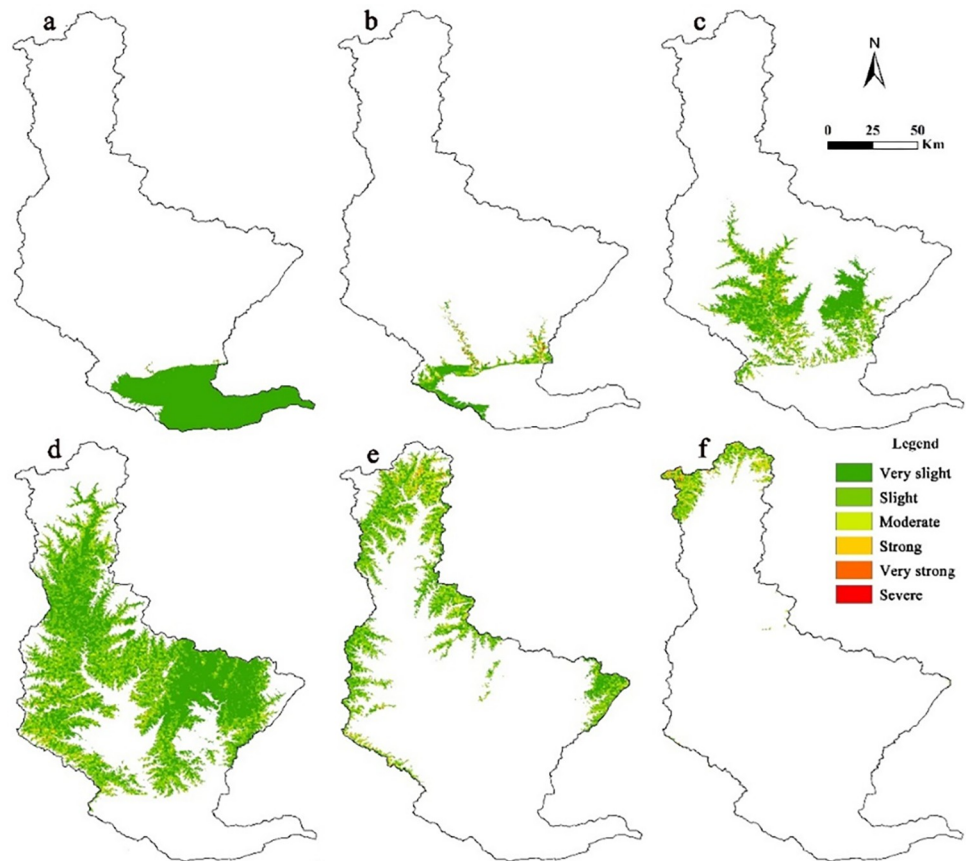 a
b
c
N
0 25 50
Km
d
e
f
Legend
Very slight
Slight
Moderate
Strong
Very strong
Severe